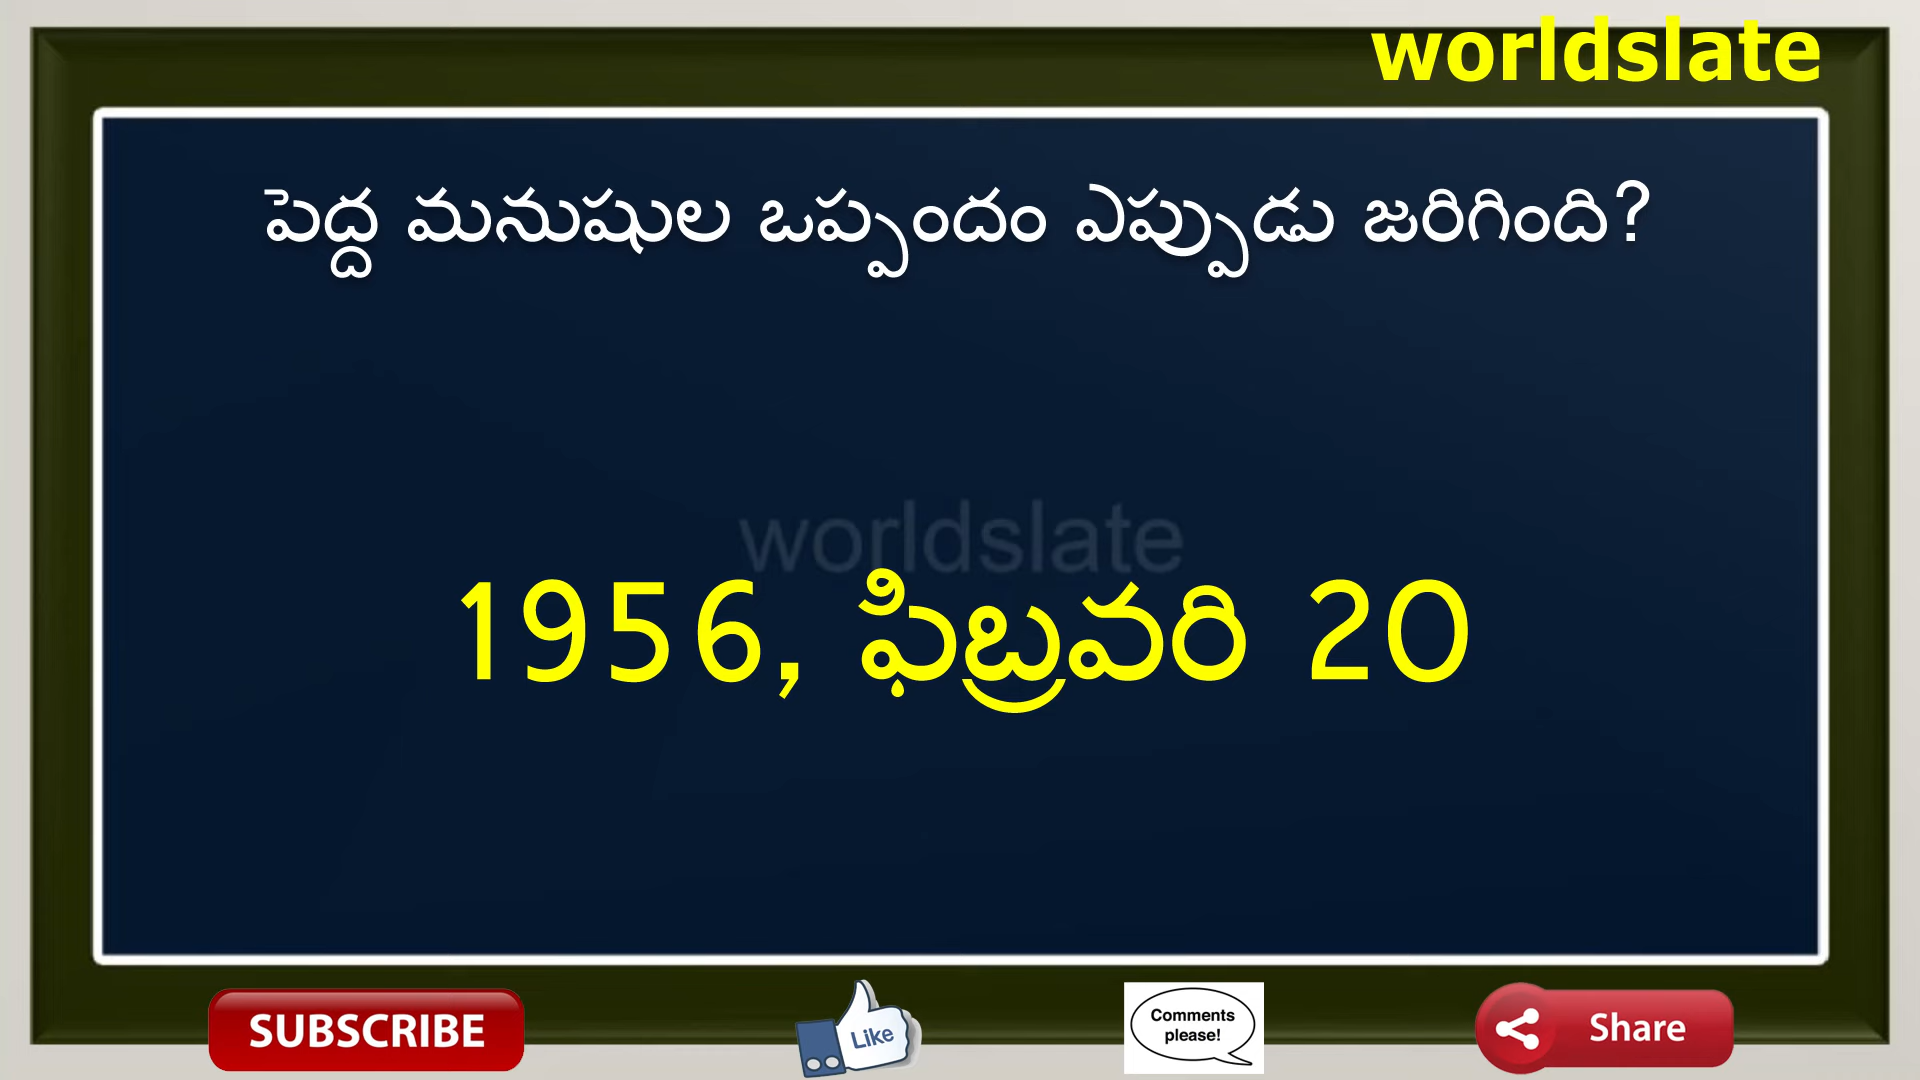 worldslate
పెద్ద మనుషుల ఒప్పందం ఎప్పుడు జరిగింది?
worldslate
1956, ఫిబ్రవరి 20
SUBSCRIBE
Like
Comments
please!
Share